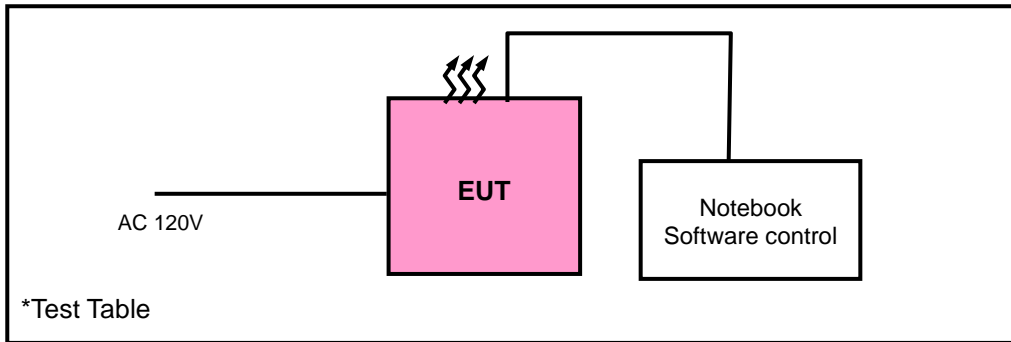 EUT
AC 120V
Notebook
Software control
*Test Table